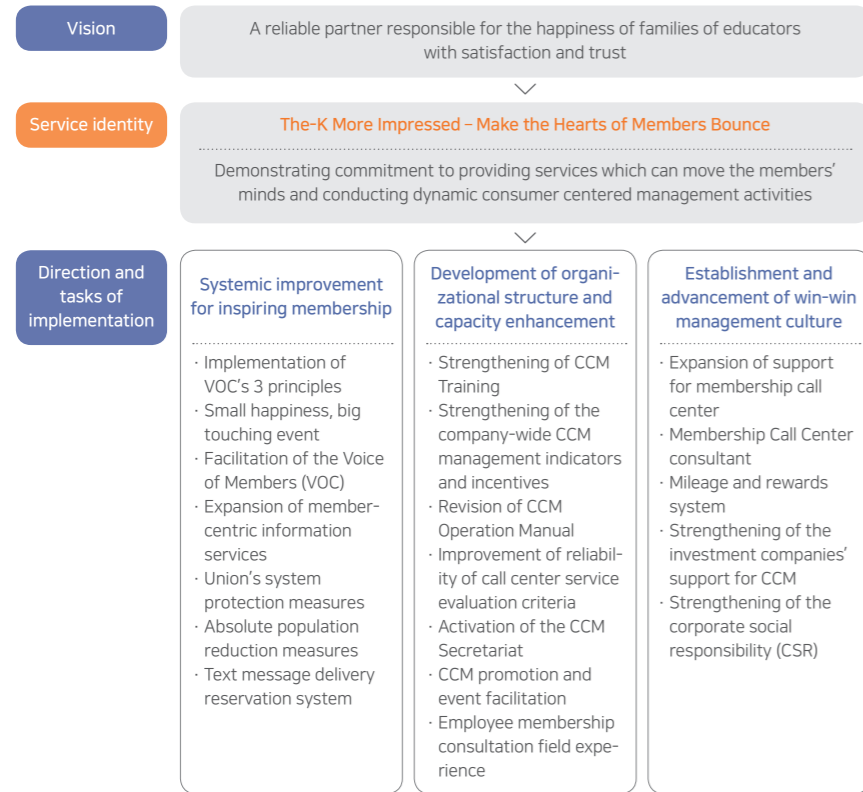 Vision
A reliable partner responsible for the happiness of families of educators
with satisfaction and trust
Service identity
The-K More Impressed – Make the Hearts of Members Bounce
Demonstrating commitment to providing services which can move the members'
minds and conducting dynamic consumer centered management activities
Direction and
tasks of
implementation
Systemic improvement
for inspiring membership
· Implementation of
VOC's 3 principles
· Small happiness, big
touching event
· Facilitation of the Voice
of Members (VOC)
· Expansion of member-
centric information
services
· Union's system
protection measures
· Absolute population
reduction measures
· Text message delivery
reservation system
Development of organi-
zational structure and
capacity enhancement
· Strengthening of CCM
Training
· Strengthening of the
company-wide CCM
management indicators
and incentives
· Revision of CCM
Operation Manual
· Improvement of reliabil-
ity of call center service
evaluation criteria
· Activation of the CCM
Secretariat
· CCM promotion and
event facilitation
· Employee membership
consultation field expe-
rience
Establishment and
advancement of win-win
management culture
· Expansion of support
for membership call
center
· Membership Call Center
consultant
· Mileage and rewards
system
· Strengthening of the
investment companies'
support for CCM
· Strengthening of the
corporate social
responsibility (CSR)